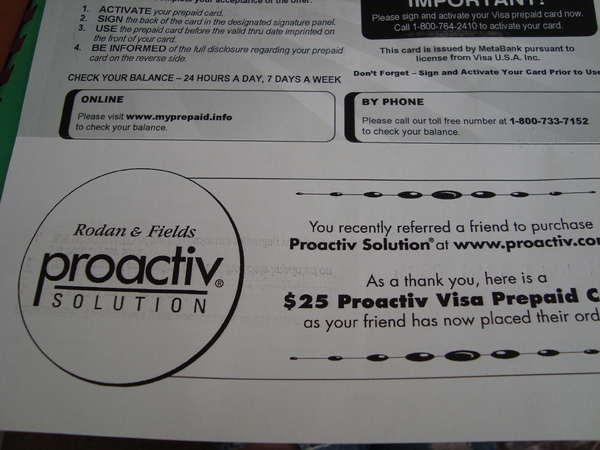 acceptance of the offer:
1. ACTIVATE your prepaid card.
2. SIGN the back of the card in the designated signature panel.
3. USE the prepaid card before the valid thru date imprinted
on the front of your card.
4. BE INFORMED of the full disclosure regarding your prepaid
card on the reverse side.
IMPORTANT!
Please sign and activate your Visa prepaid card now.
Call 1-800-764-2410 to activate your card.
This card is issued by MetaBank pursuant to
license from Visa U.S.A. Inc.
Don't Forget – Sign and Activate Your Card Prior to Use
CHECK YOUR BALANCE – 24 HOURS A DAY, 7 DAYS A WEEK
ONLINE
Please visit www.myprepaid.info
to check your balance.
BY PHONE
Please call our toll free number at 1-800-733-7152
to check your balance.
Rodan & Fields
proactiv®
SOLUTION
You recently referred a friend to purchase
Proactiv Solution® at www.proactiv.co
As a thank you, here is a
$25 Proactiv Visa Prepaid C
as your friend has now placed their ord